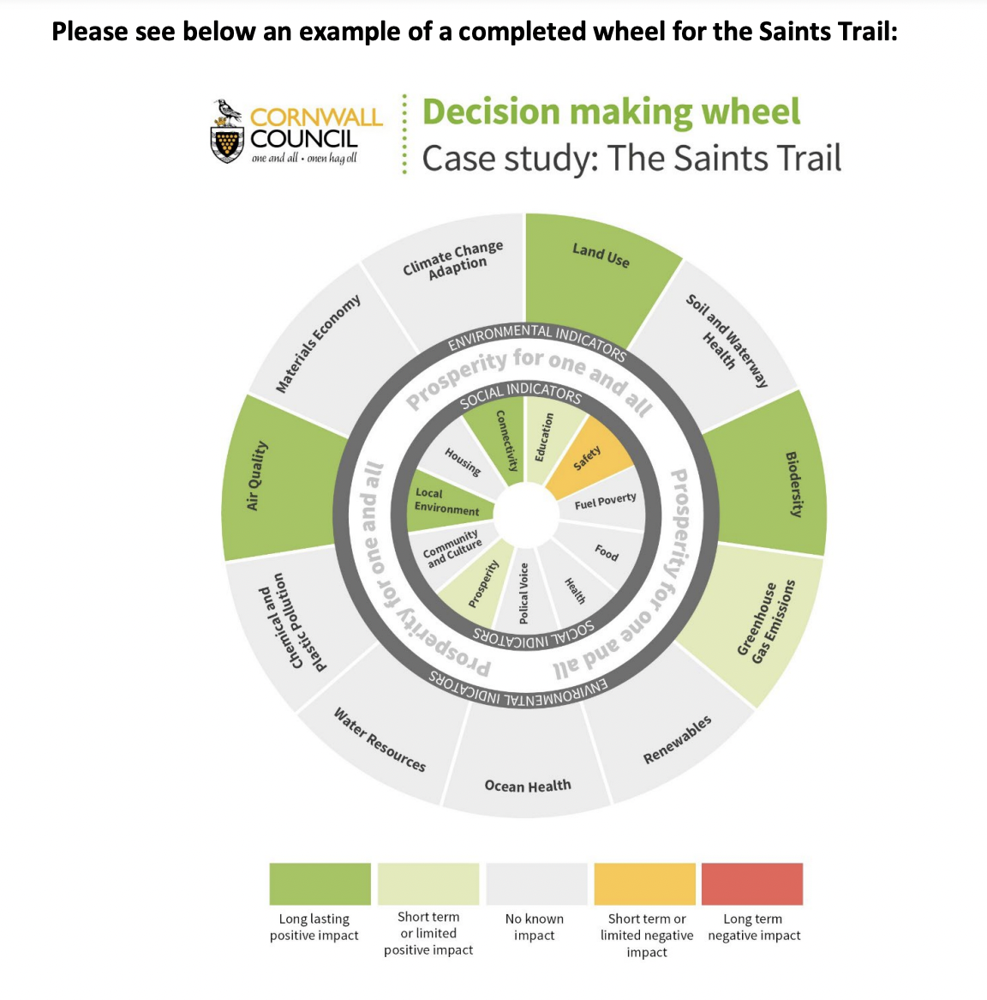 Please see below an example of a completed wheel for the Saints Trail:
CORNWALL
COUNCIL
one and all • onen hag oll
Decision making wheel
Case study: The Saints Trail
Climate Change
Adaption
Land Use
Soil and Waterway
Health
Biodersity
Greenhouse
Gas Emissions
Renewables
Ocean Health
Water Resources
Chemical and
Plastic Pollution
Air Quality
Materials Economy
ENVIRONMENTAL INDICATORS
ENVIRONMENTAL INDICATORS
Prosperity for one and all
Prosperity for one and all
Prosperity for one and all
SOCIAL INDICATORS
SOCIAL INDICATORS
Connectivity
Education
Safety
Fuel Poverty
Food
Health
Polical Voice
Prosperity
Community
and Culture
Local
Environment
Housing
Long lasting
positive impact
Short term
or limited
positive impact
No known
impact
Short term or
limited negative
impact
Long term
negative impact